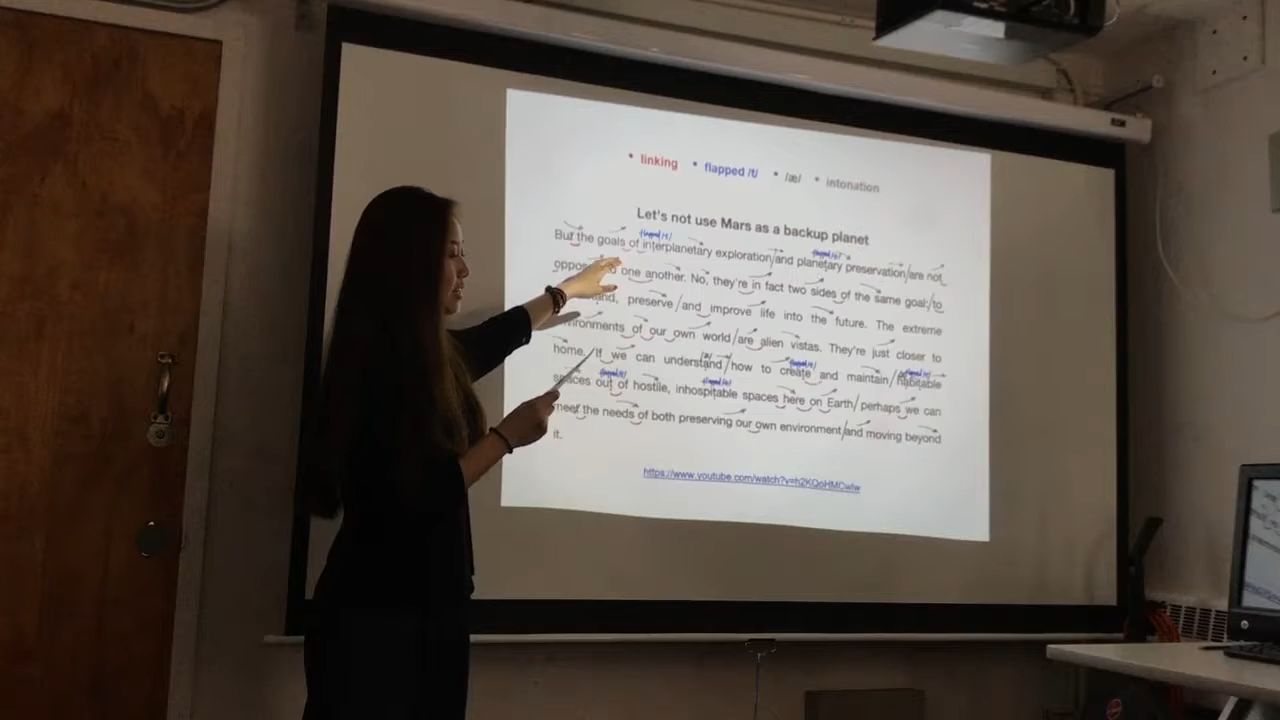 • linking • flapped /t/ • /æ/ • intonation
Let's not use Mars as a backup planet
But the goals of interplanetary exploration/and planetary preservation/are not
one another. No, they're in fact two sides of the same goal;/to
preserve/and improve life into the future. The extreme
environments of our own world/are alien vistas. They're just closer to
home./If we can understand/how to create and maintain/habitable
spaces out of hostile, inhospitable spaces here on Earth/perhaps we can
meet the needs of both preserving our own environment/and moving beyond
it.
https://www.youtube.com/watch?v=h2KQoHMCwIw